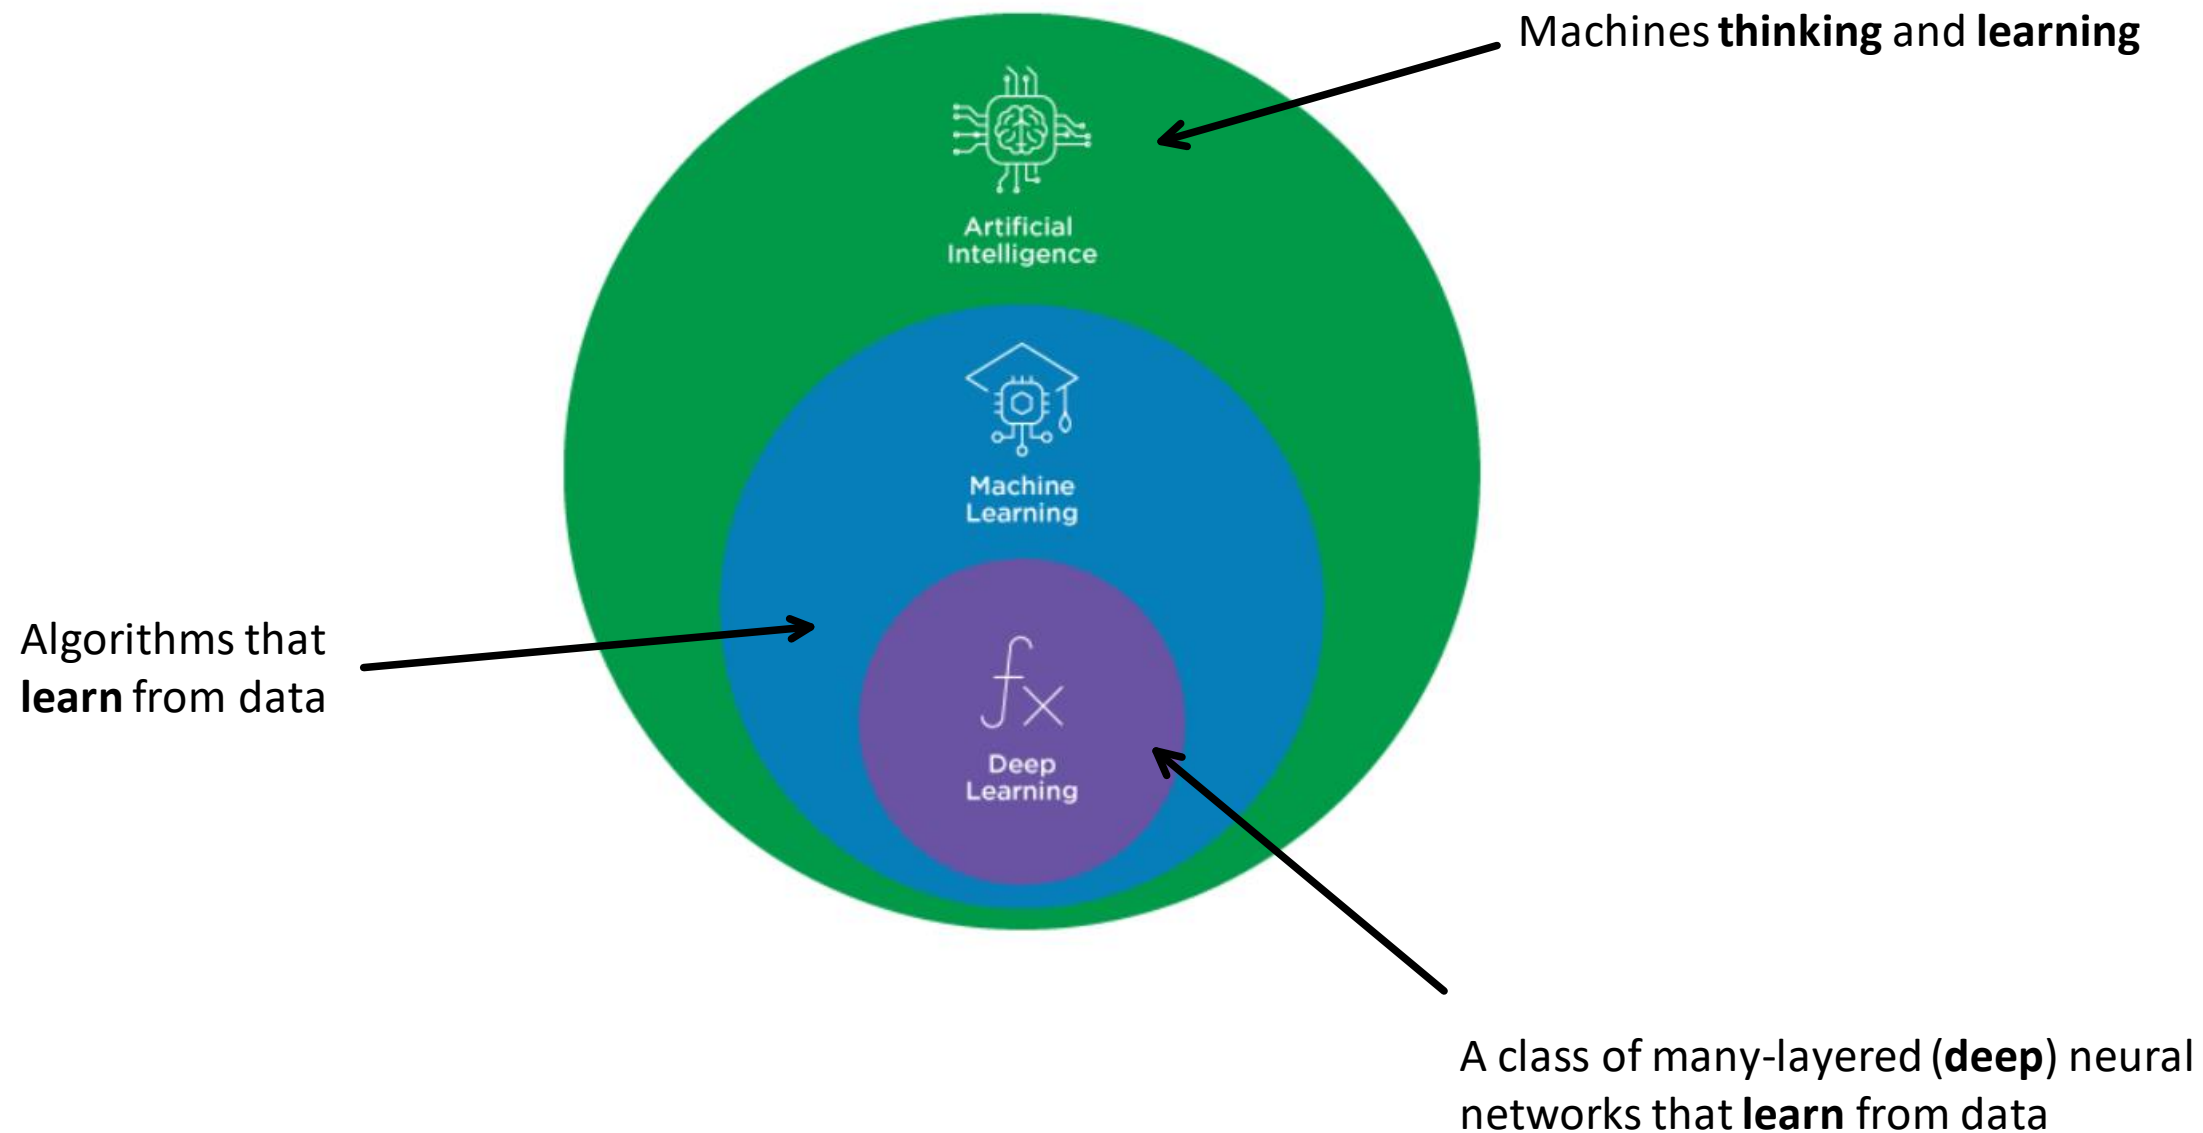 Machines thinking and learning
Artificial
Intelligence
Machine
Learning
Algorithms that
learn from data
fx
Deep
Learning
A class of many-layered (deep) neural
networks that learn from data